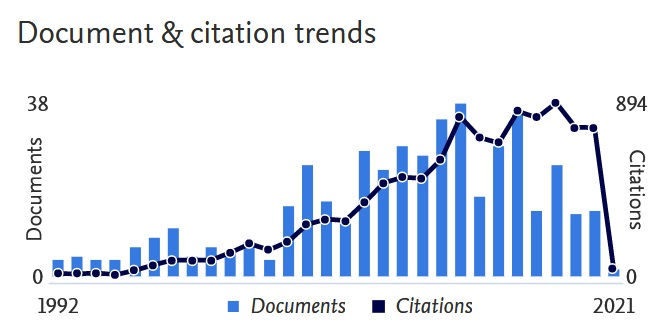 Document & citation trends
38
894
Documents
Citations
0
0
1992
Documents
Citations
2021